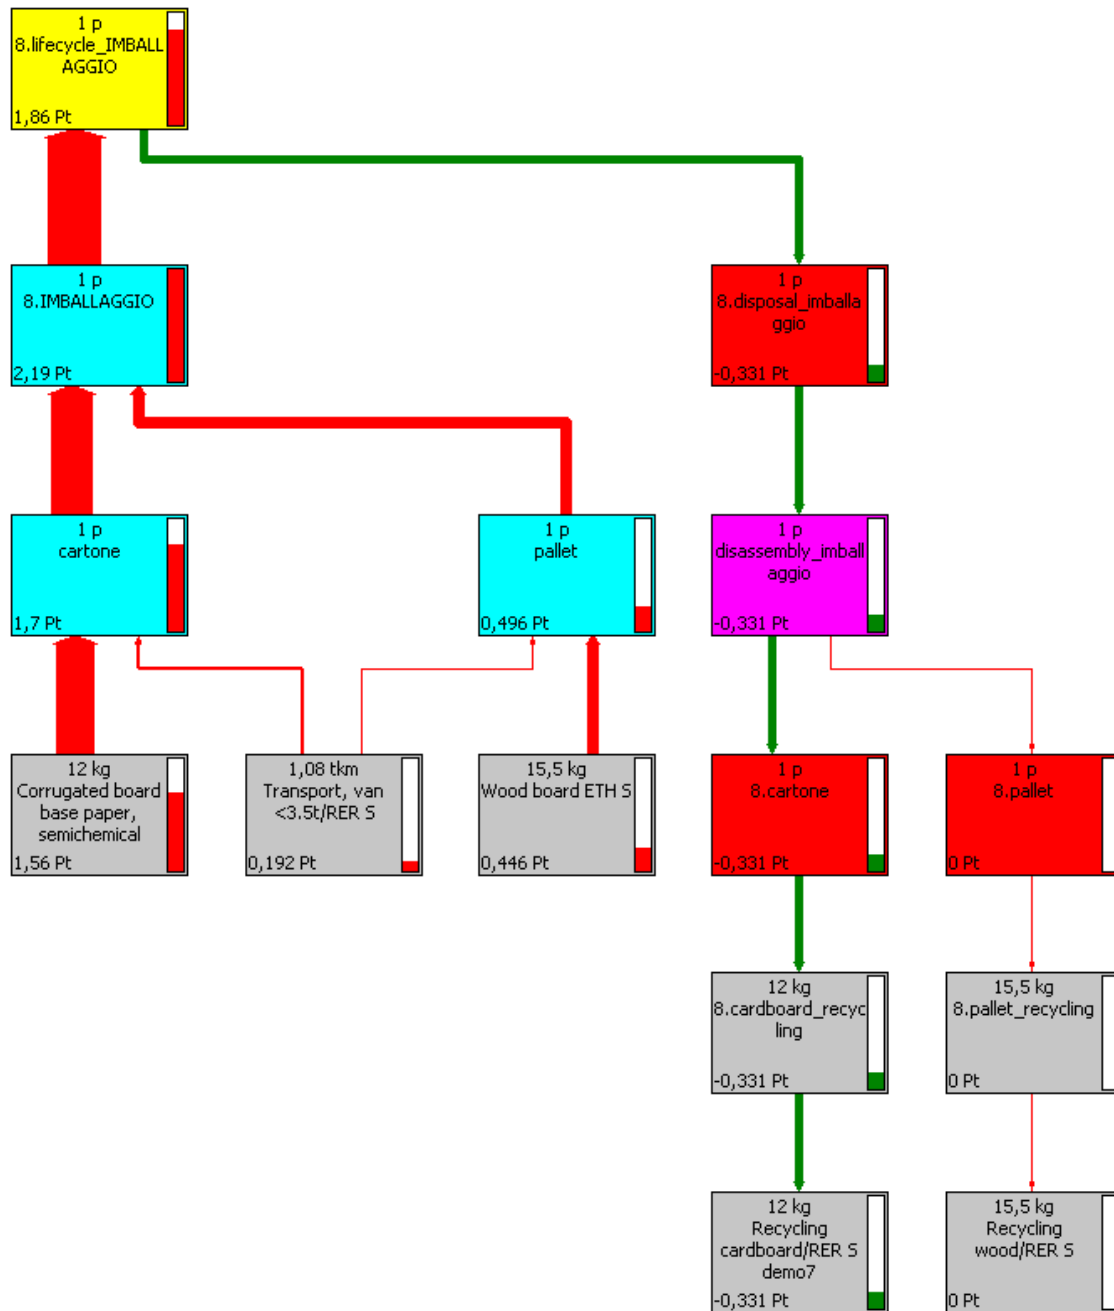 1 p
8.lifecycle_IMBALL
AGGIO
1,86 Pt
1 p
8.IMBALLAGGIO
2,19 Pt
1 p
8.disposal_imballa
ggio
-0,331 Pt
1 p
cartone
1,7 Pt
1 p
pallet
0,496 Pt
1 p
disassembly_imball
aggio
-0,331 Pt
12 kg
Corrugated board
base paper,
semichemical
1,56 Pt
1,08 tkm
Transport, van
<3.5t/RER S
0,192 Pt
15,5 kg
Wood board ETH S
0,446 Pt
1 p
8.cartone
-0,331 Pt
1 p
8.pallet
0 Pt
12 kg
8.cardboard_recyc
ling
-0,331 Pt
15,5 kg
8.pallet_recycling
0 Pt
12 kg
Recycling
cardboard/RER S
demo7
-0,331 Pt
15,5 kg
Recycling
wood/RER S
0 Pt